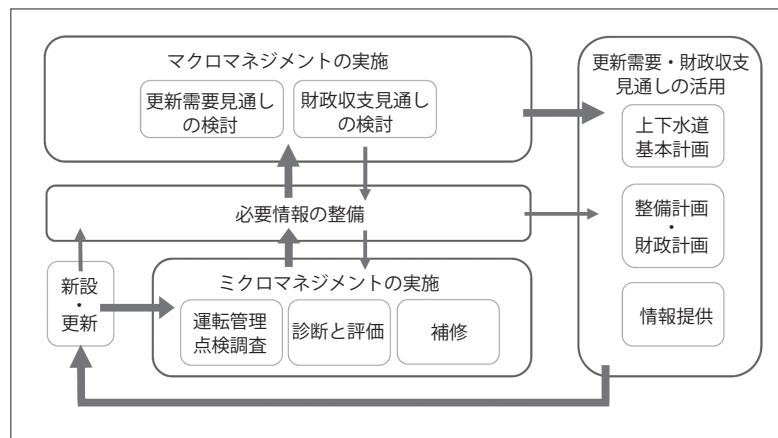 マクロマネジメントの実施
更新需要見通し
の検討
財政収支見通し
の検討
必要情報の整備
新設
・
更新
ミクロマネジメントの実施
運転管理
点検調査
診断と評価
補修
更新需要・財政収支
見通しの活用
上下水道
基本計画
整備計画
・
財政計画
情報提供